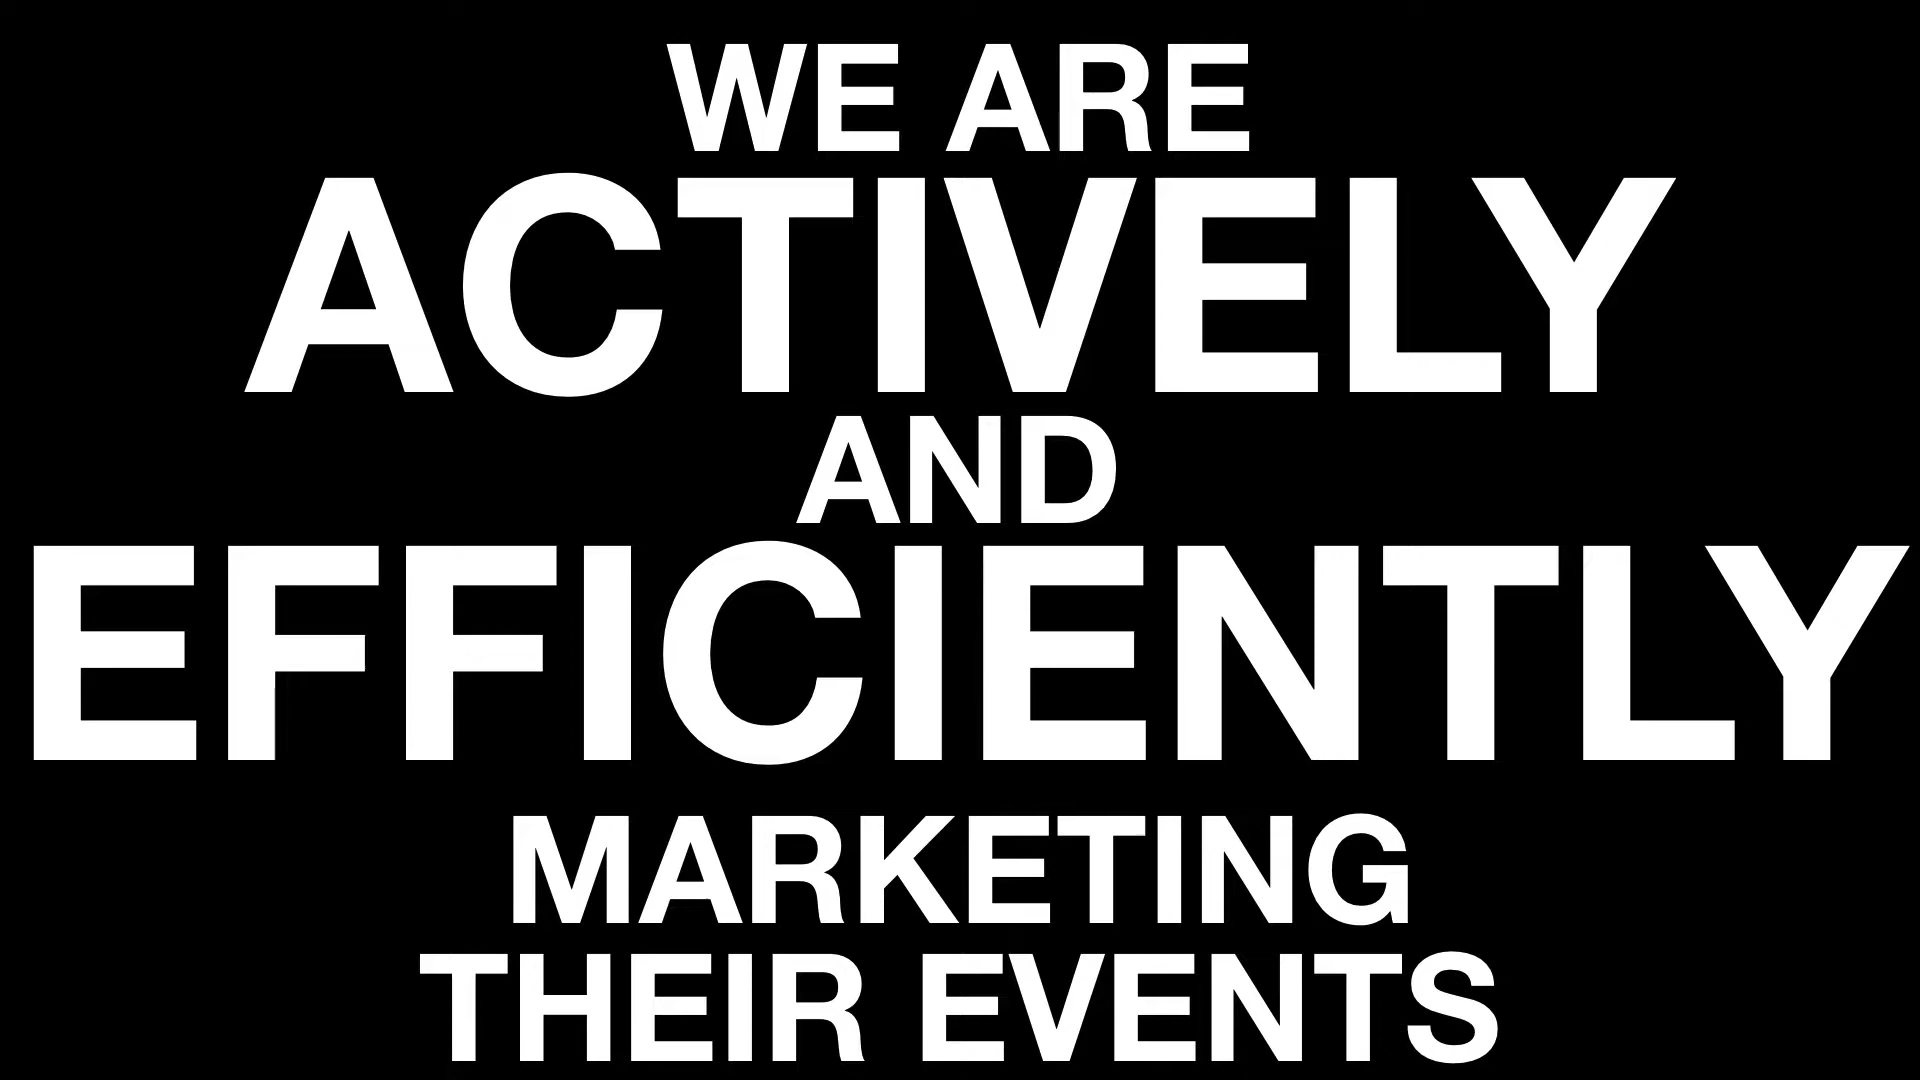 WE ARE
ACTIVELY
AND
EFFICIENTLY
MARKETING
THEIR EVENTS